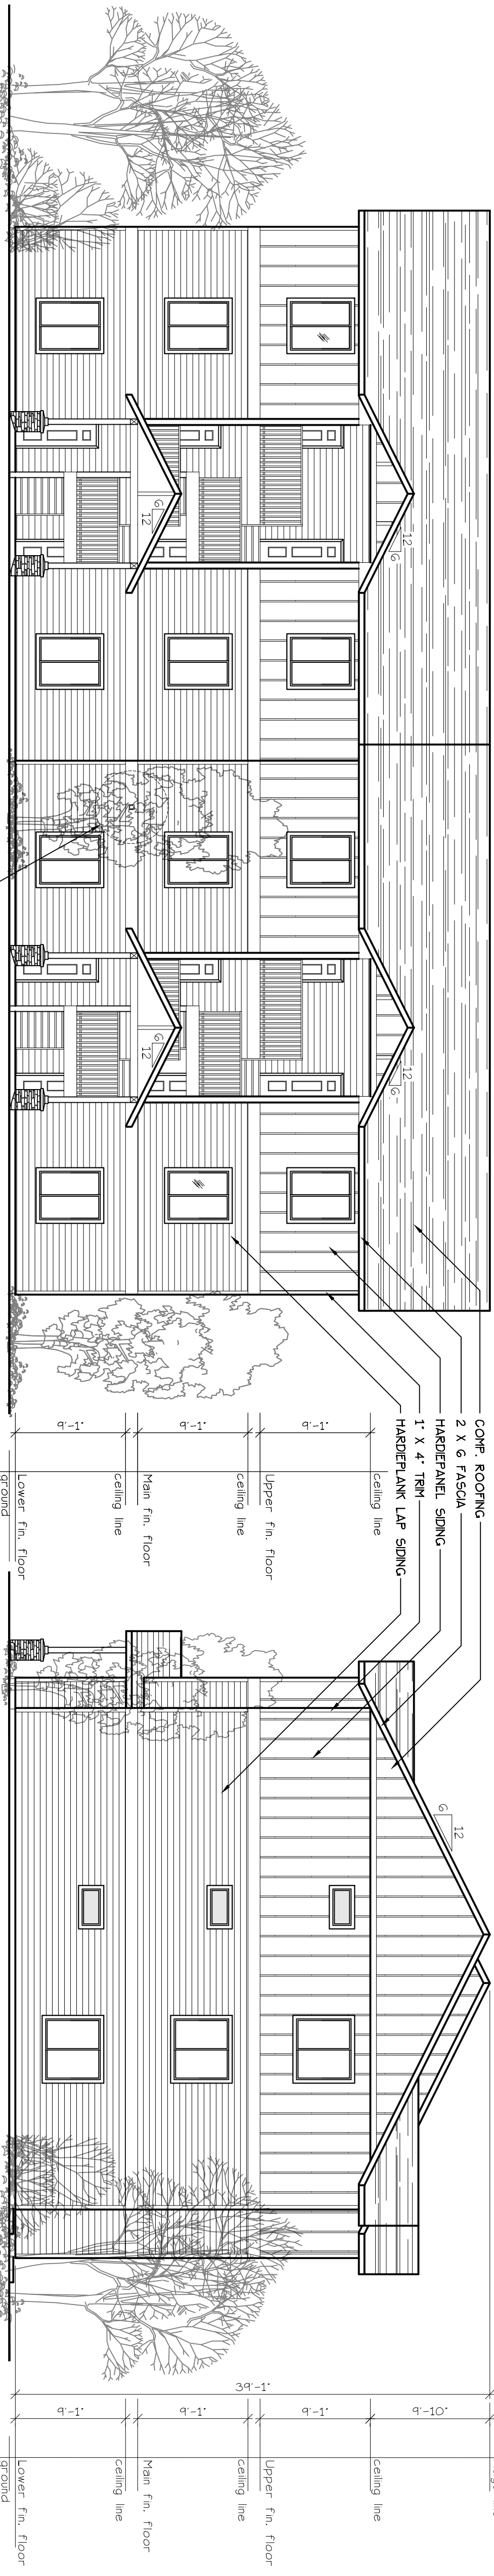 12
6
12
6
6
12
6
12
COMP. ROOFING
2 X 6 FASCIA
HARDIEPANEL SIDING
1" X 4" TRIM
HARDIEPLANK LAP SIDING
ceiling line
9'-1"
Upper fin. floor
ceiling line
9'-1"
Main fin. floor
ceiling line
9'-1"
Lower fin. floor
ground
12
6
39'-1"
9'-10"
ceiling line
9'-1"
Upper fin. floor
ceiling line
9'-1"
Main fin. floor
ceiling line
9'-1"
Lower fin. floor
ground